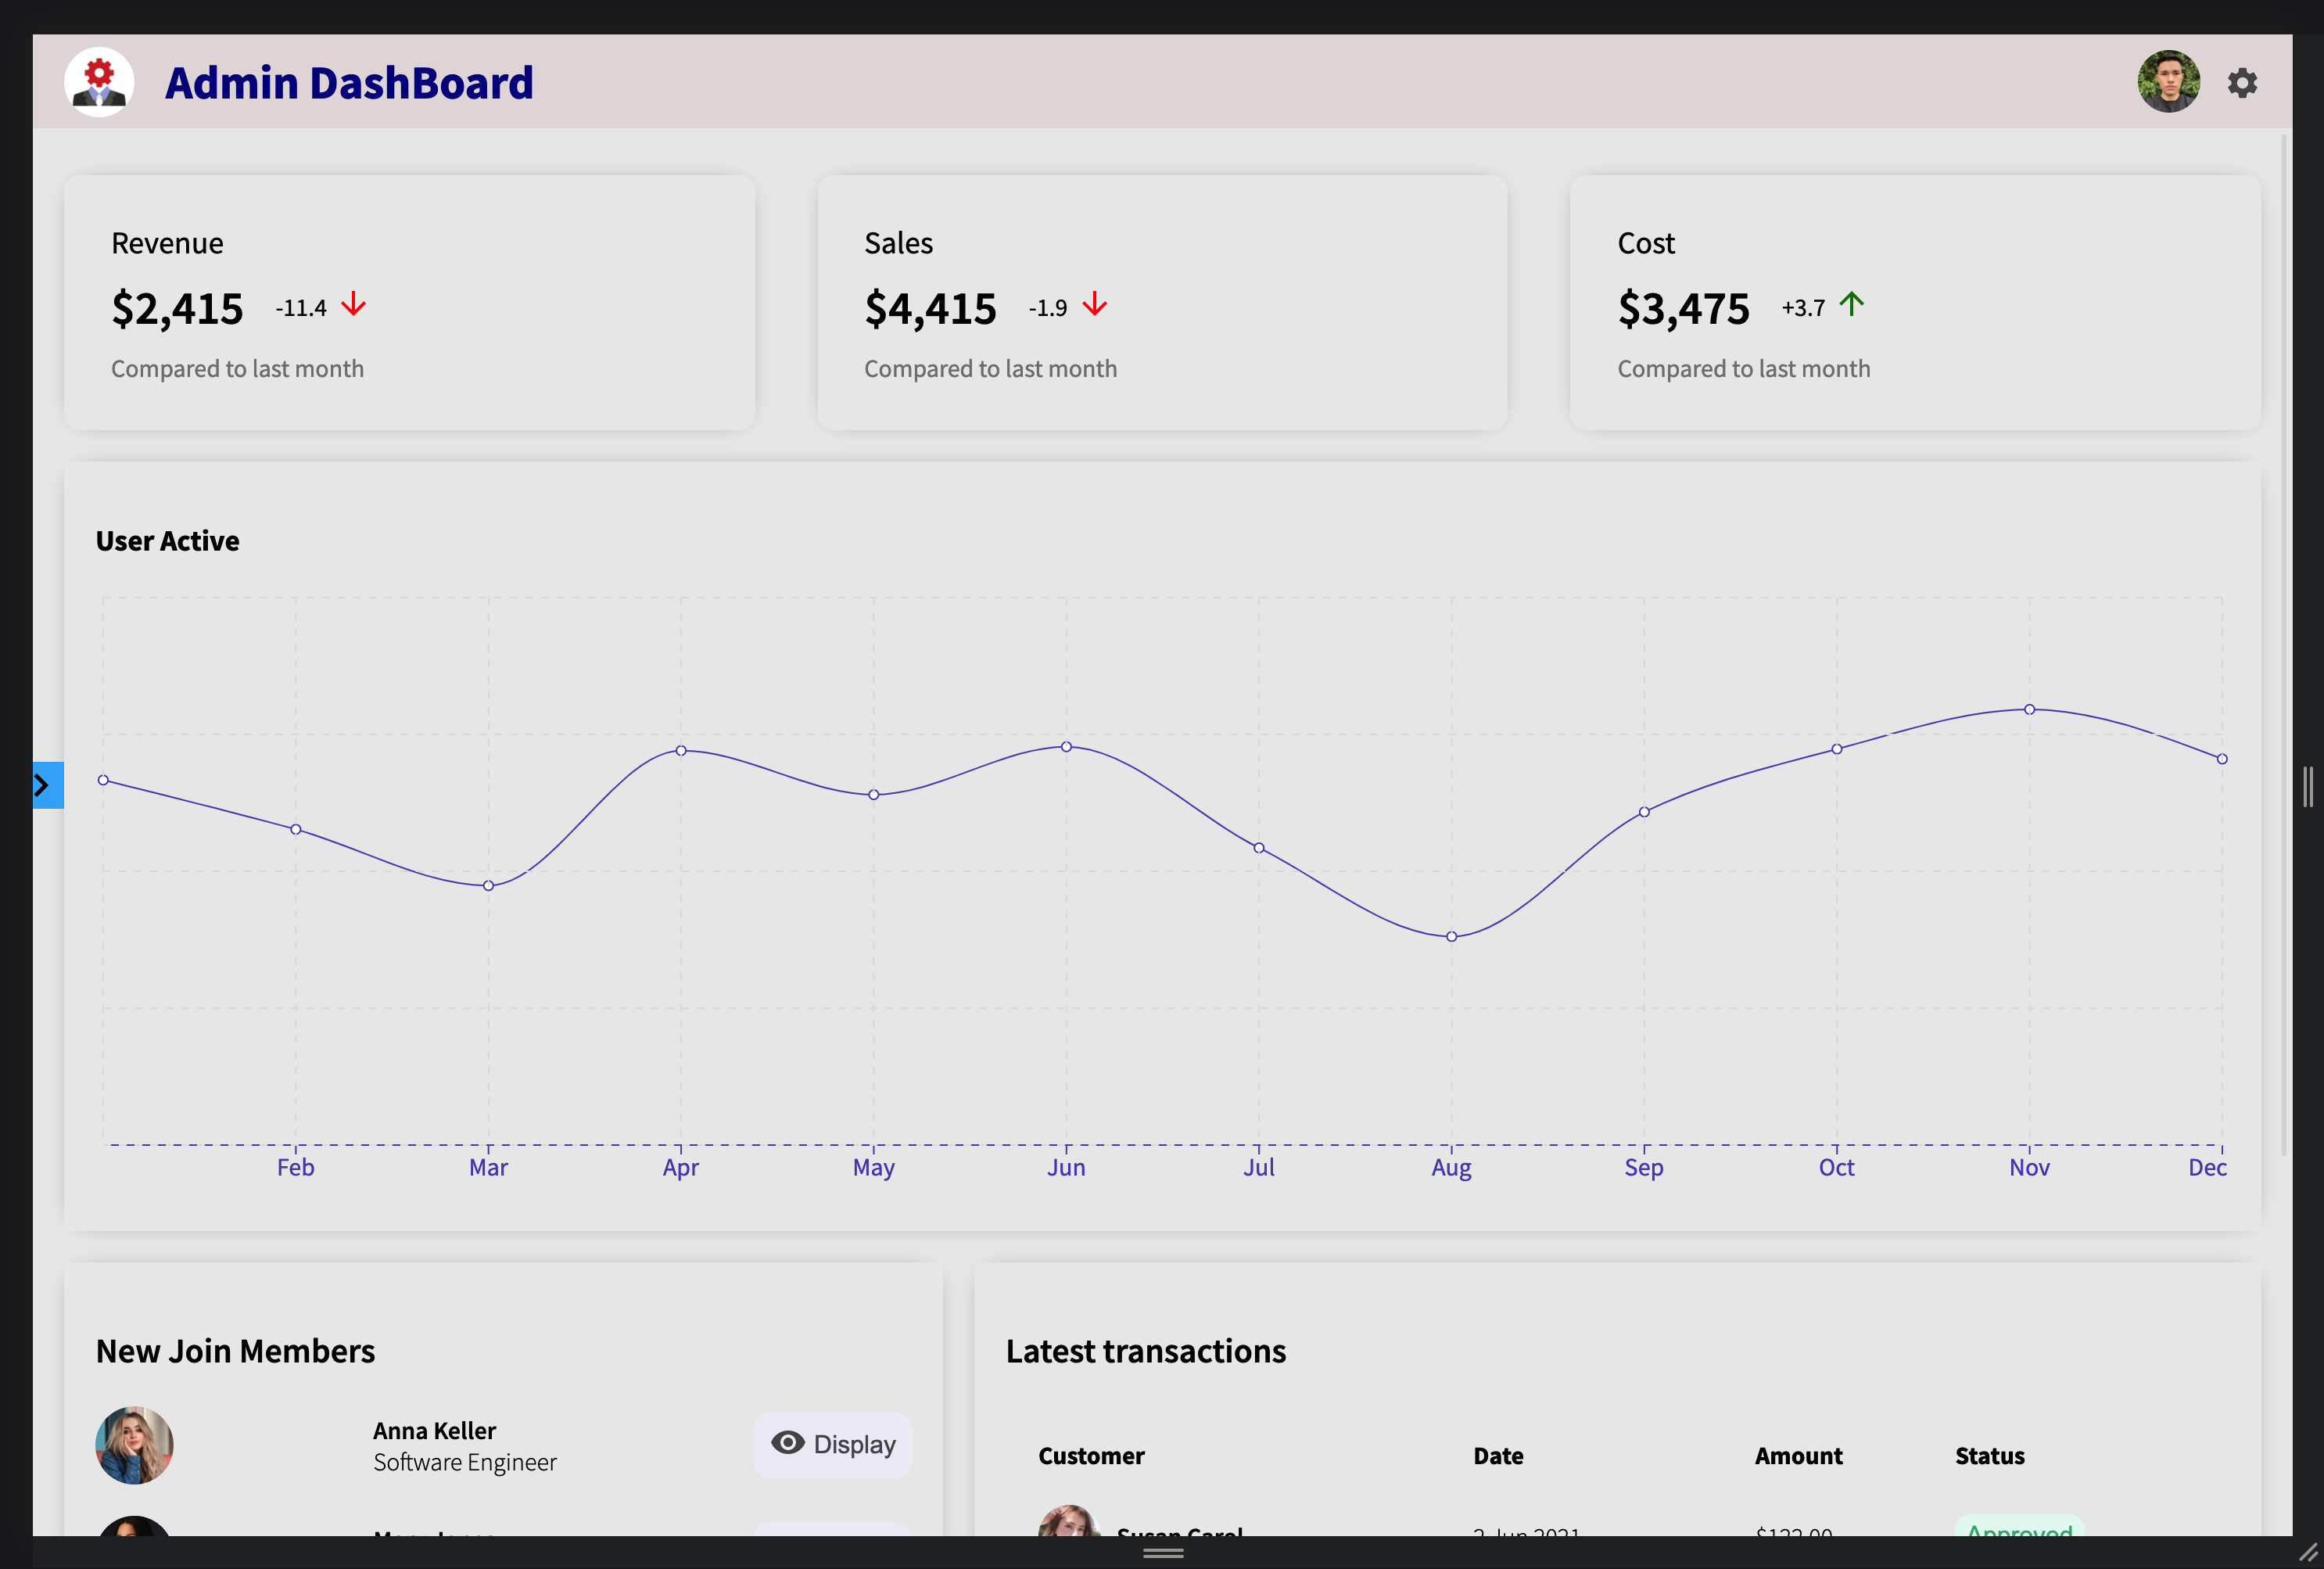 Admin DashBoard
Revenue
$2,415 -11.4
Compared to last month
Sales
$4,415 -1.9
Compared to last month
Cost
$3,475 +3.7
Compared to last month
User Active
Feb Mar Apr May Jun Jul Aug Sep Oct Nov Dec
New Join Members
Anna Keller
Software Engineer
Display
Latest transactions
Customer Date Amount Status
Susan Carol 2 Jun 2021 $122.00 Approved